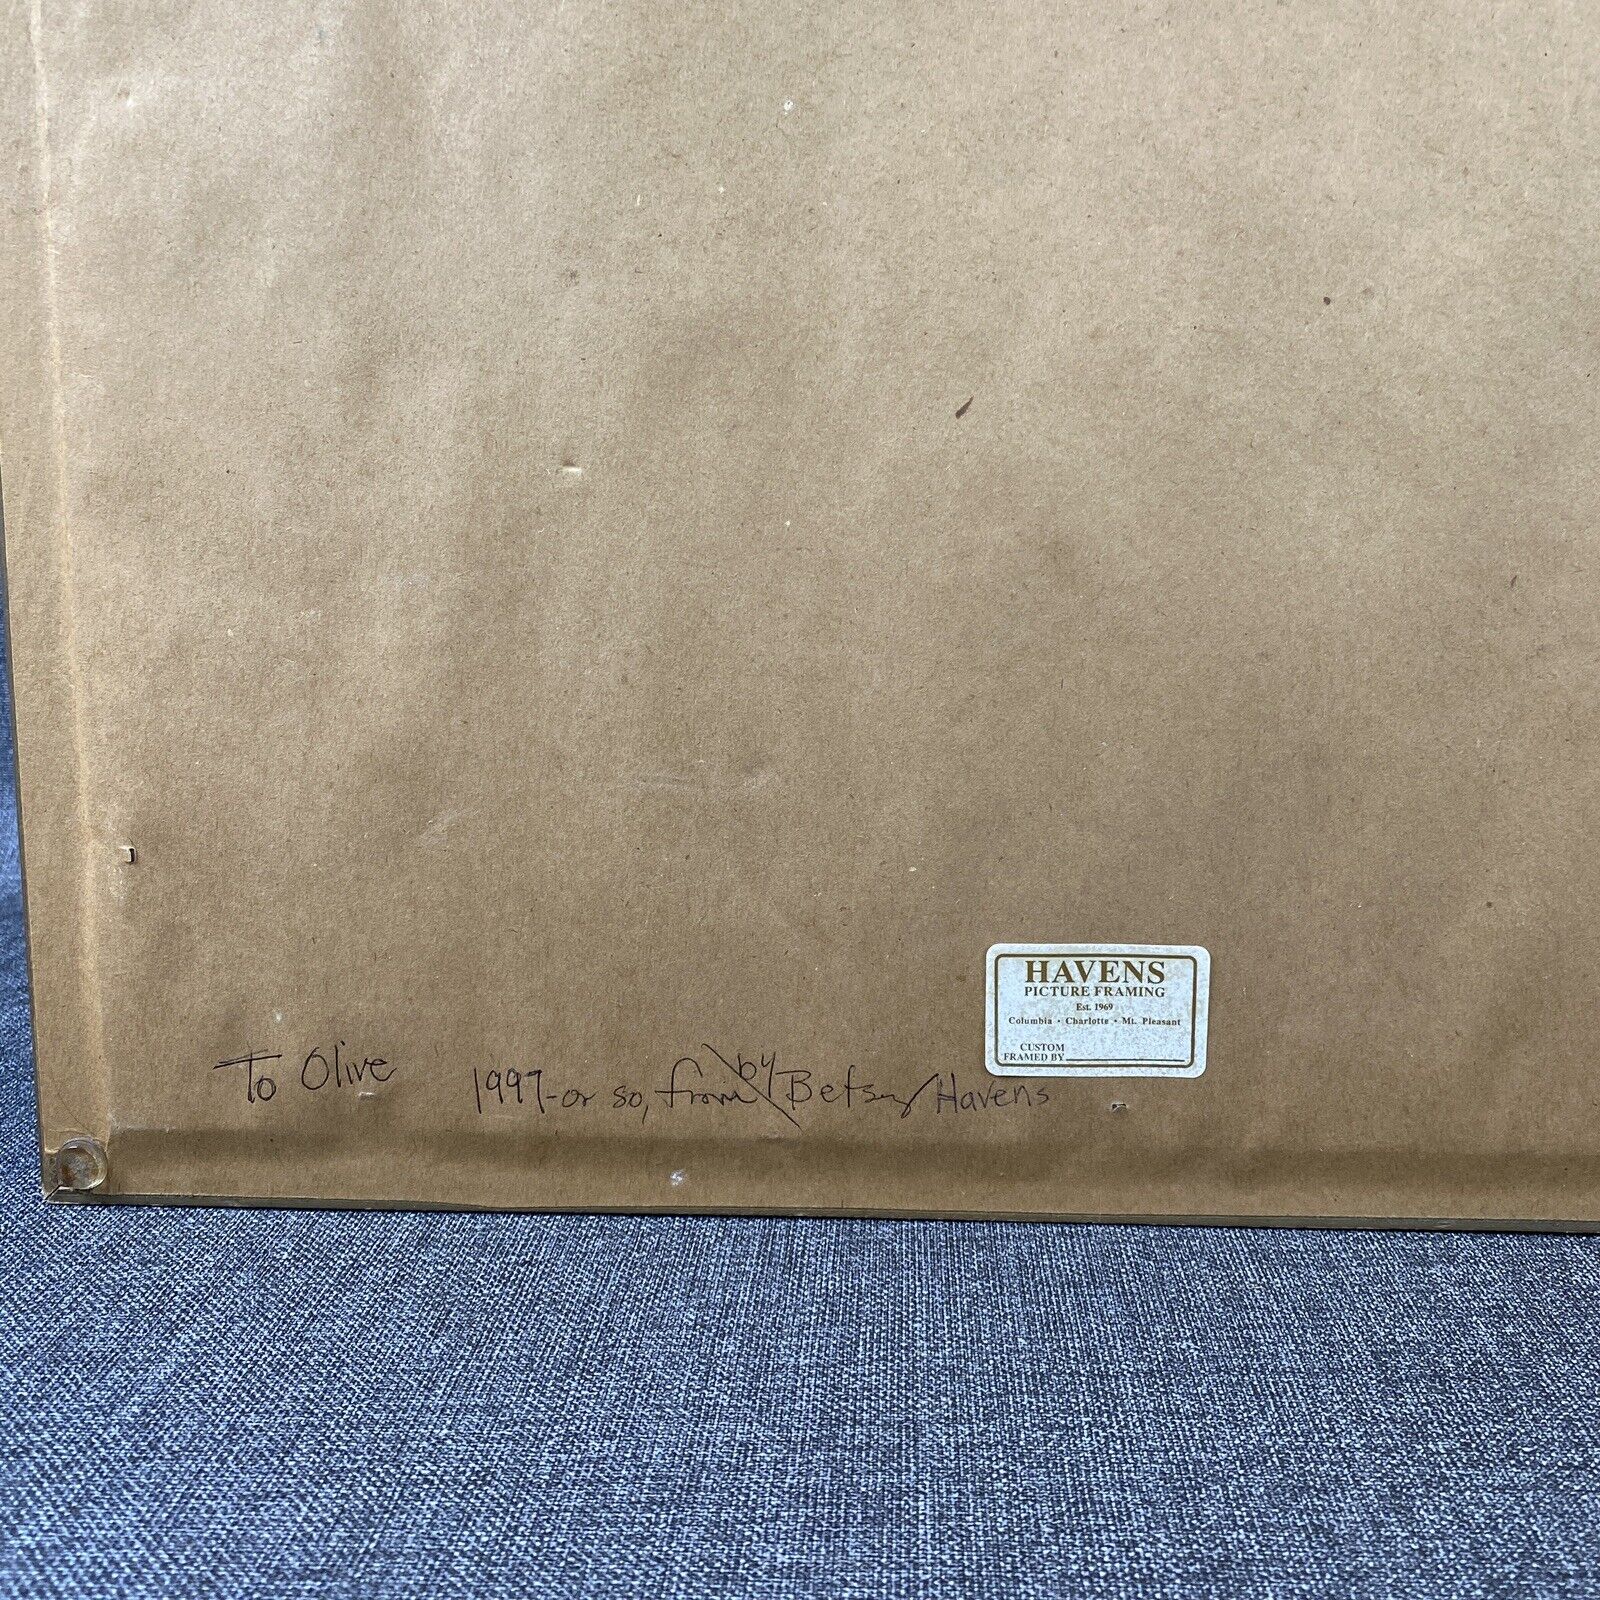 HAVENS
PICTURE FRAMING
Est. 1969
Columbia • Charlotte • Mt. Pleasant
CUSTOM
FRAMED BY
To Olive
1997-or so, from by Betsy Havens